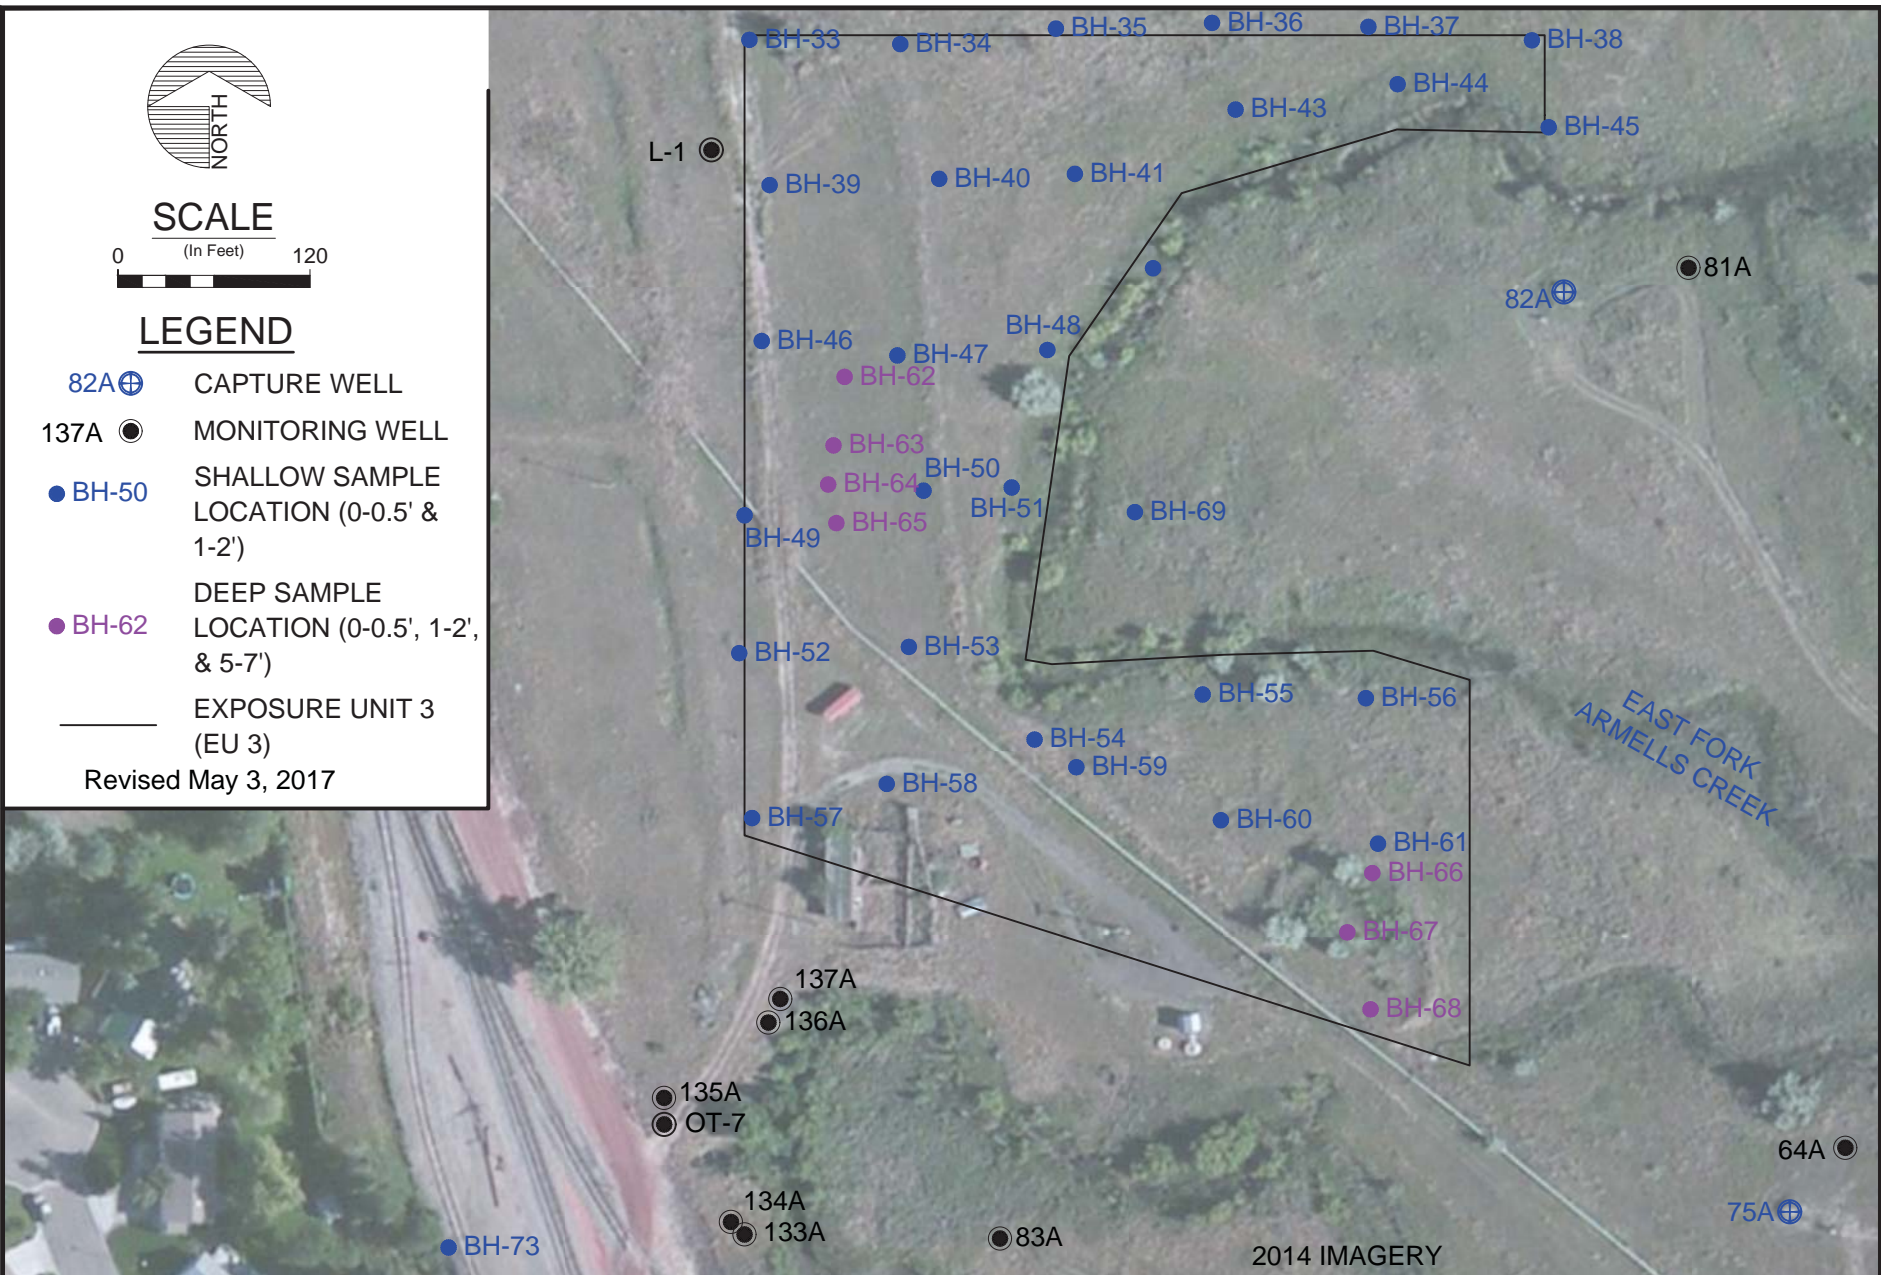 NORTH
SCALE
(In Feet)
0 120
LEGEND
82A CAPTURE WELL
137A MONITORING WELL
BH-50 SHALLOW SAMPLE
LOCATION (0-0.5' &
1-2')
BH-62 DEEP SAMPLE
LOCATION (0-0.5', 1-2',
& 5-7')
EXPOSURE UNIT 3
(EU 3)
Revised May 3, 2017
BH-33
BH-34
BH-35
BH-36
BH-37
BH-38
BH-44
BH-43
BH-45
L-1
BH-39
BH-40
BH-41
81A
82A
BH-46
BH-47
BH-48
BH-62
BH-63
BH-64
BH-50
BH-51
BH-65
BH-49
BH-69
BH-52
BH-53
BH-55
BH-56
BH-54
BH-59
BH-58
BH-57
BH-60
BH-61
BH-66
BH-67
BH-68
EAST FORK
ARMELLS CREEK
137A
136A
135A
OT-7
134A
133A
83A
BH-73
64A
75A
2014 IMAGERY